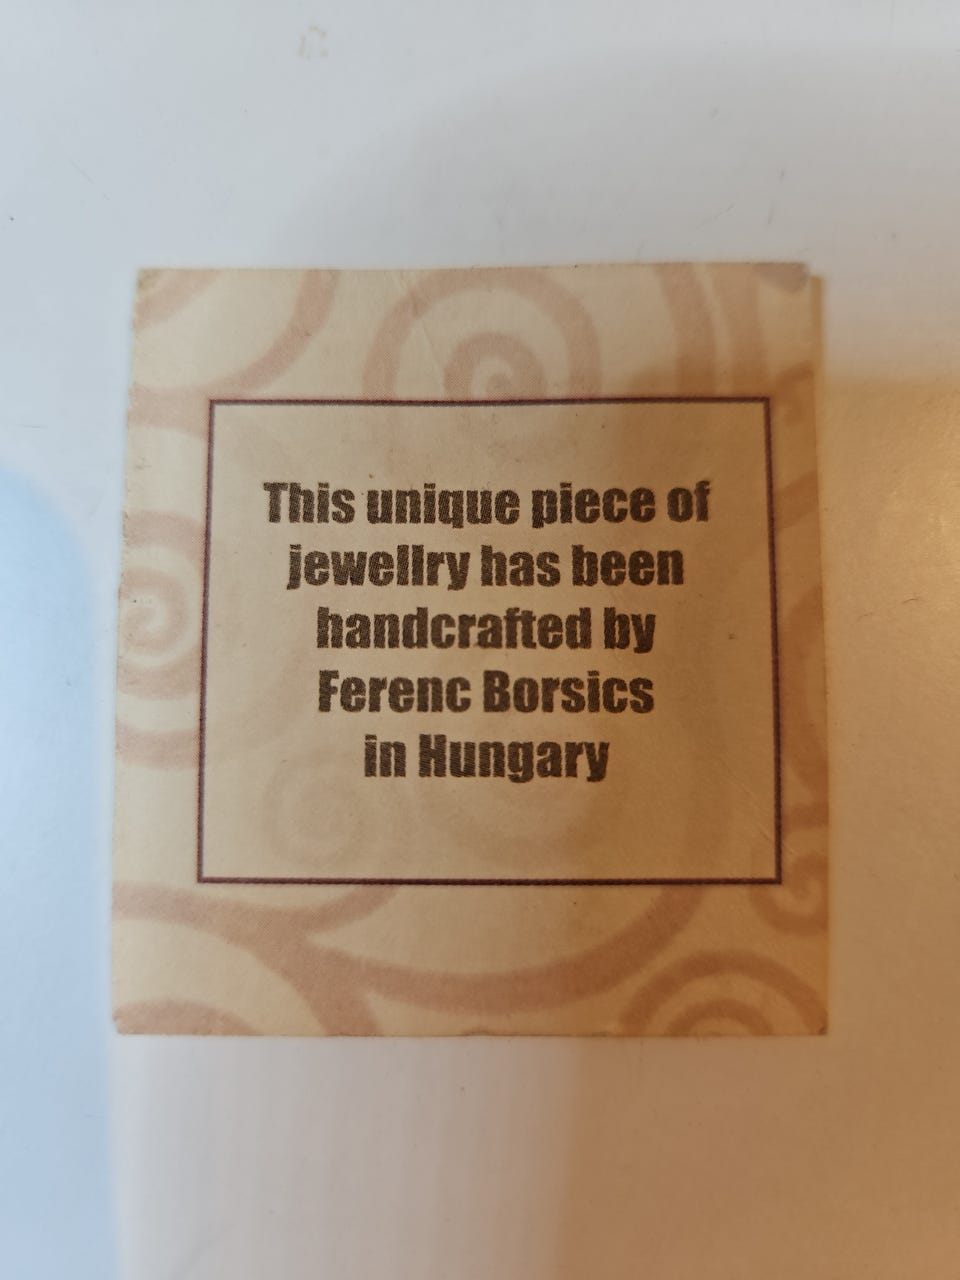 This unique piece of
jewellry has been
handcrafted by
Ferenc Borsics
in Hungary